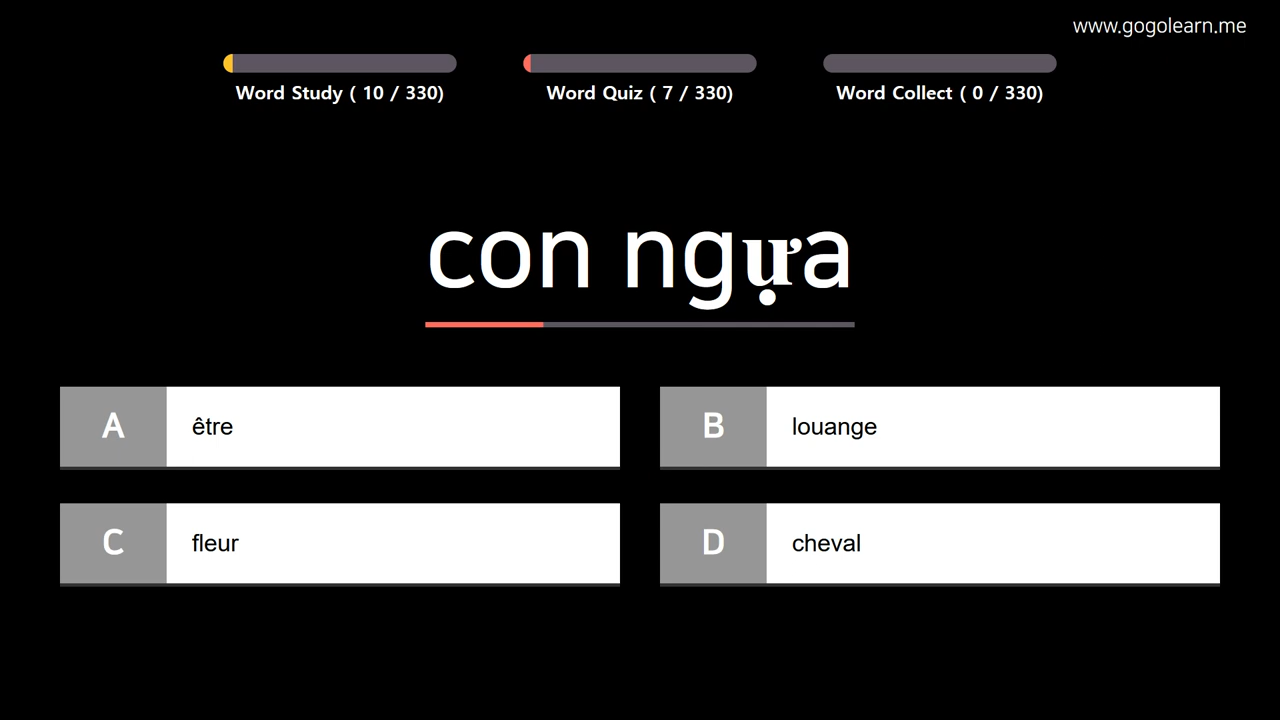 www.gogolearn.me
Word Study ( 10 / 330)
Word Quiz ( 7 / 330)
Word Collect ( 0 / 330)
con ngựa
A être
B louange
C fleur
D cheval